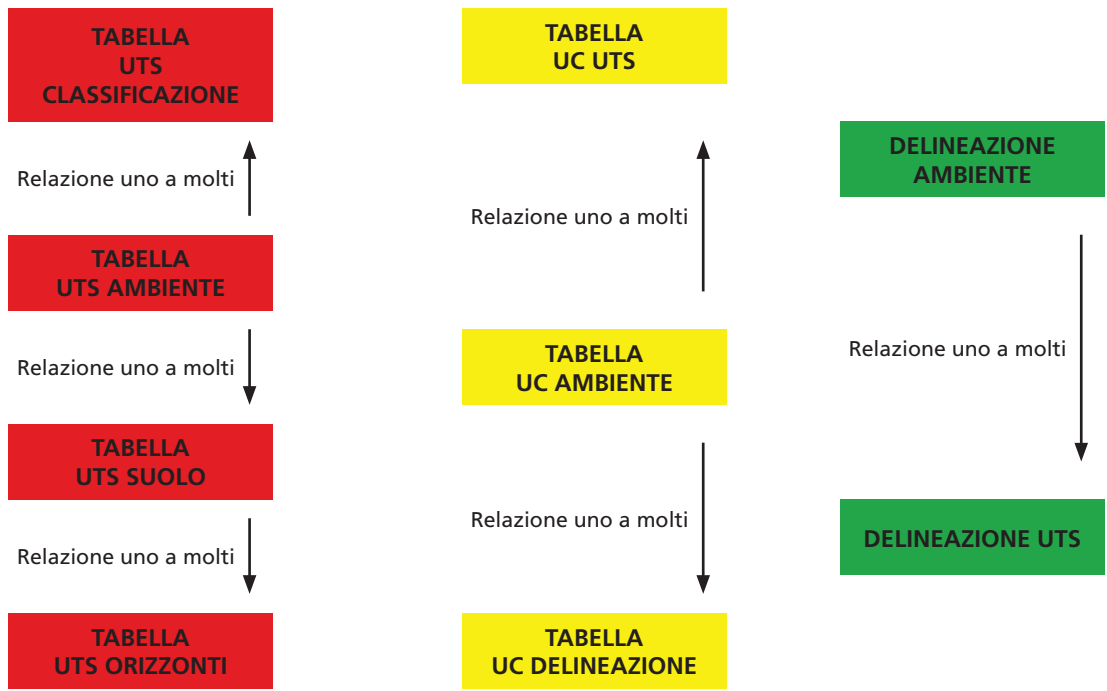 TABELLA
UTS
CLASSIFICAZIONE
Relazione uno a molti
TABELLA
UTS AMBIENTE
Relazione uno a molti
TABELLA
UTS SUOLO
Relazione uno a molti
TABELLA
UTS ORIZZONTI
TABELLA
UC UTS
Relazione uno a molti
TABELLA
UC AMBIENTE
Relazione uno a molti
TABELLA
UC DELINEAZIONE
DELINEAZIONE
AMBIENTE
Relazione uno a molti
DELINEAZIONE UTS